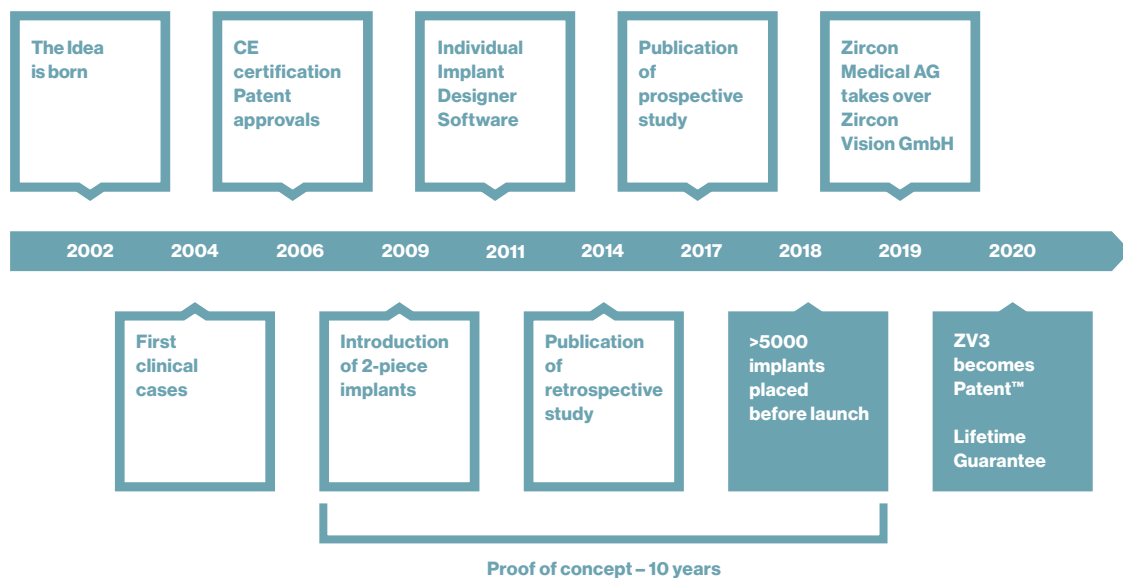 The Idea
is born
CE
certification
Patent
approvals
Individual
Implant
Designer
Software
Publication
of
prospective
study
Zircon
Medical AG
takes over
Zircon
Vision GmbH
2002 2004 2006 2009 2011 2014 2017 2018 2019 2020
First
clinical
cases
Introduction
of 2-piece
implants
Publication
of
retrospective
study
>5000
implants
placed
before launch
ZV3
becomes
Patent™
Lifetime
Guarantee
Proof of concept – 10 years